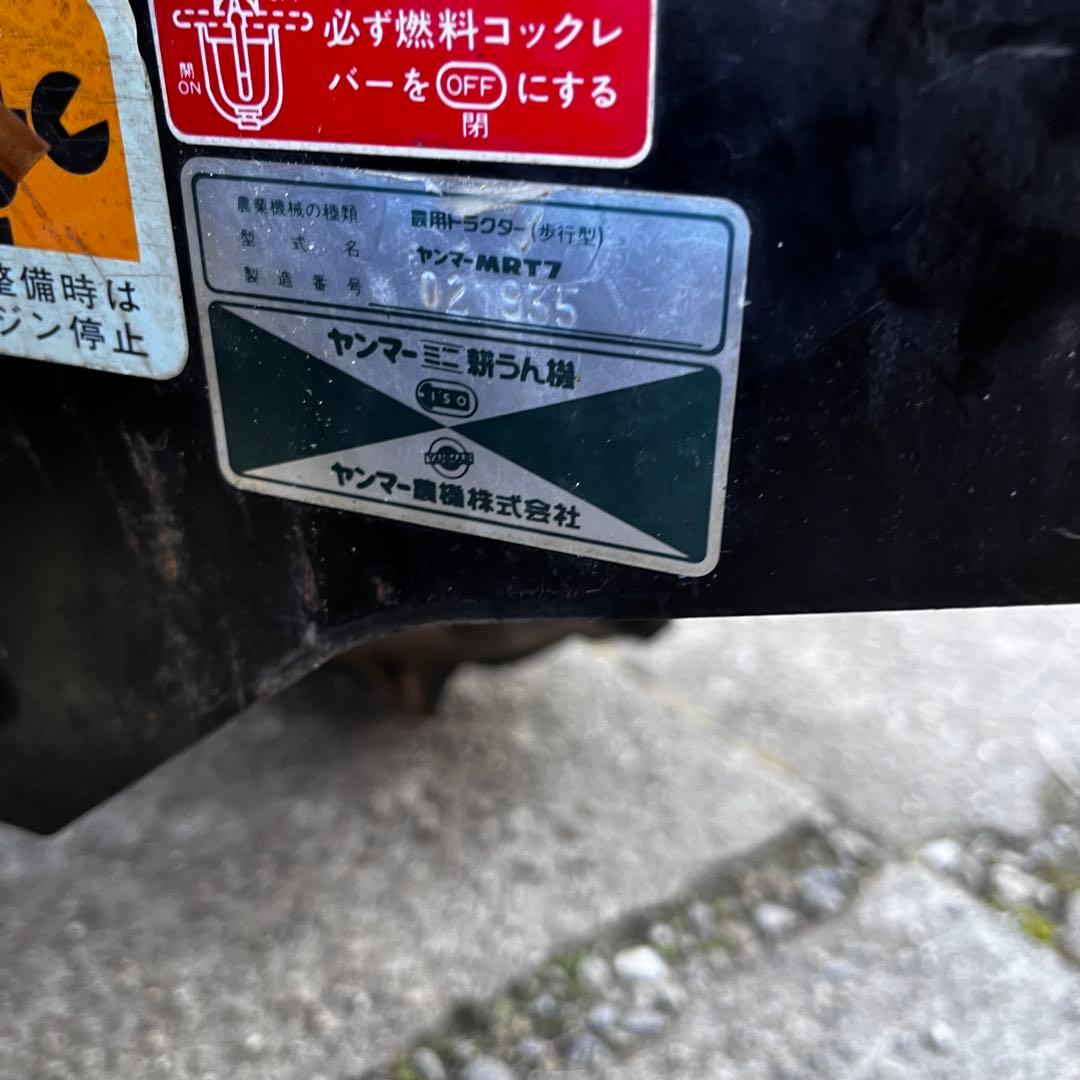 必ず燃料コックレ
開
ON
バーを OFF にする
閉
整備時は
ジン停止
農業機械の種類 農用トラクター(歩行型)
型式名 ヤンマーMRT7
製造番号 021935
ヤンマーミニ耕うん機
YANMAR
ヤンマー農機株式会社